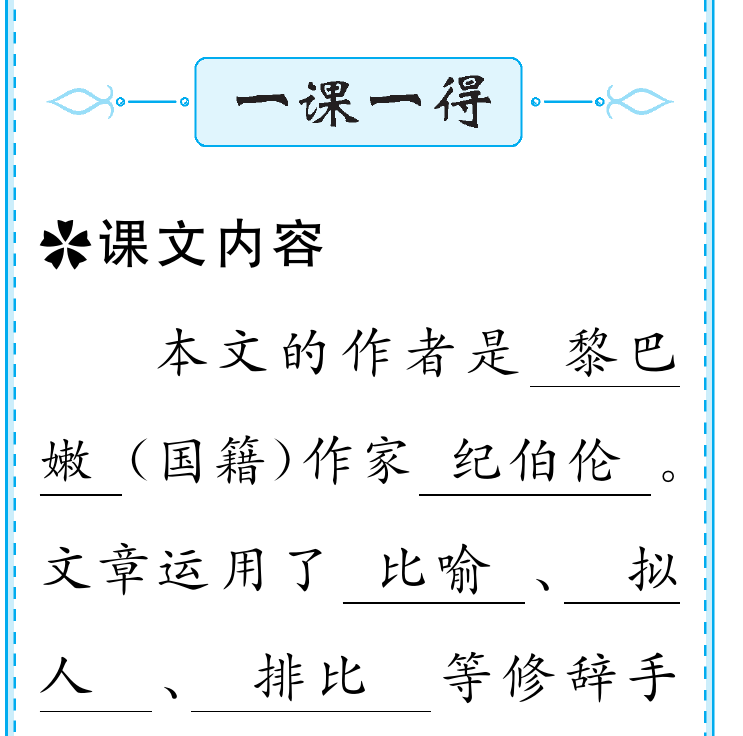 一课一得
课文内容
本文的作者是 黎巴
嫩（国籍）作家 纪伯伦 。
文章运用了 比喻 、 拟
人 、 排比 等修辞手